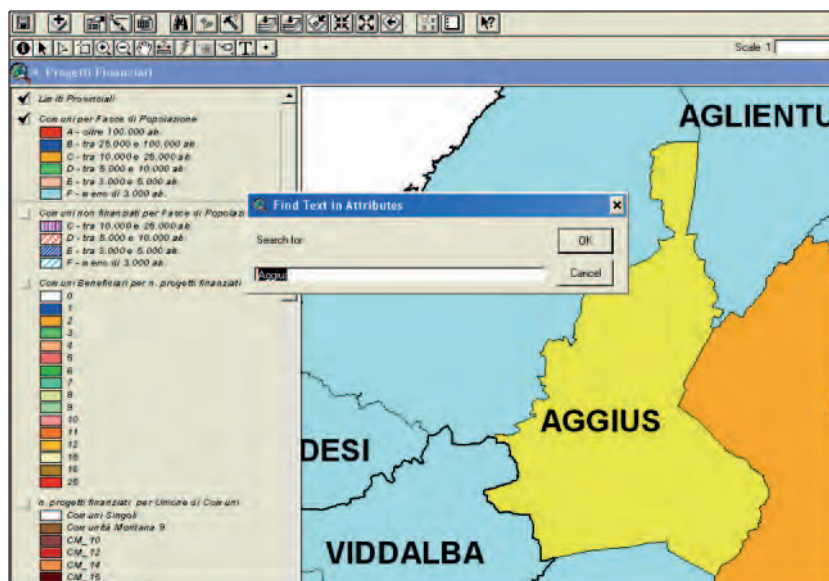 Scale 1
Progetti Finanziati
Limiti Provinciali
Comuni per Fasce di Popolazione
A - oltre 100.000 ab.
B - tra 25.000 e 100.000 ab.
C - tra 10.000 e 25.000 ab.
D - tra 5.000 e 10.000 ab.
E - tra 3.000 e 5.000 ab.
F - meno di 3.000 ab.
Comuni non finanziati per Fasce di Popolazi
C - tra 10.000 e 25.000 ab.
D - tra 5.000 e 10.000 ab.
E - tra 3.000 e 5.000 ab.
F - meno di 3.000 ab.
Comuni Beneficiari per n. progetti finanziati
0
1
2
3
4
5
6
7
8
9
10
11
12
15
16
25
n. progetti finanziati per Unione di Comuni
Comuni Singoli
Comunità Montana 9
CM_10
CM_12
CM_14
CM_15
Find Text in Attributes
Search for
OK
Aggius
Cancel
AGLIENTU
AGGIUS
DESI
VIDDALBA